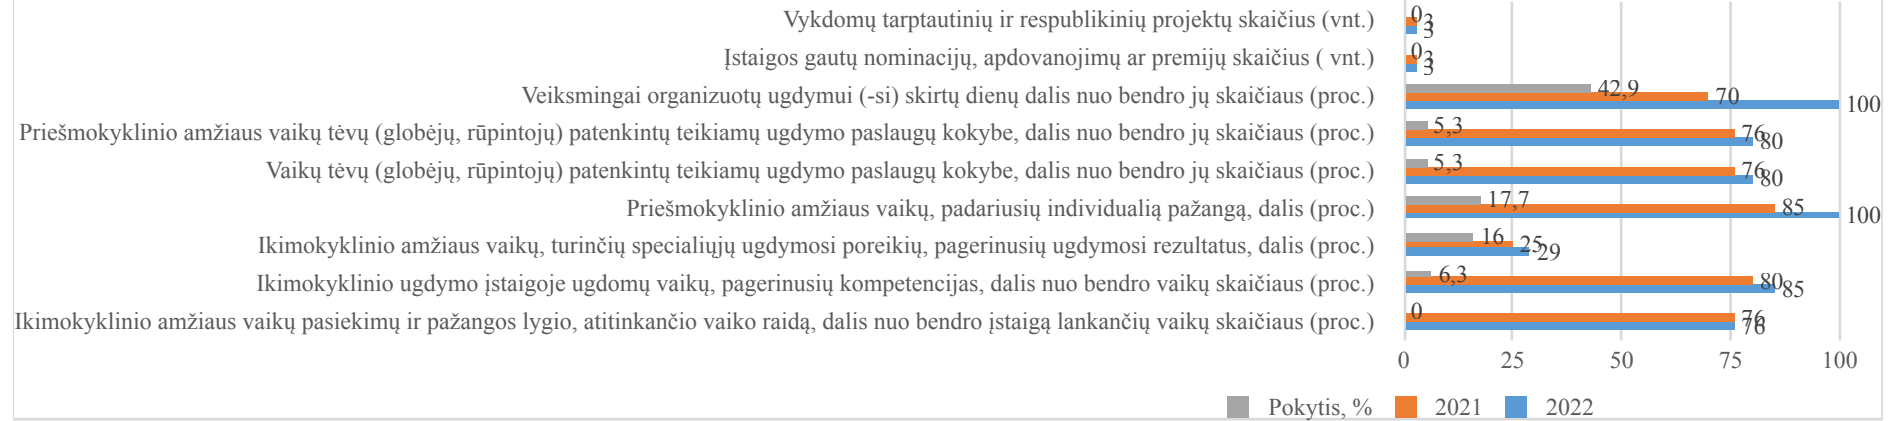 Vykdomų tarptautinių ir respublikinių projektų skaičius (vnt.) 0 3 3
Įstaigos gautų nominacijų, apdovanojimų ar premijų skaičius ( vnt.) 0 3 3
Veiksmingai organizuotų ugdymui (-si) skirtų dienų dalis nuo bendro jų skaičiaus (proc.) 42,9 70 100
Priešmokyklinio amžiaus vaikų tėvų (globėjų, rūpintojų) patenkintų teikiamų ugdymo paslaugų kokybe, dalis nuo bendro jų skaičiaus (proc.) 5,3 76 80
Vaikų tėvų (globėjų, rūpintojų) patenkintų teikiamų ugdymo paslaugų kokybe, dalis nuo bendro jų skaičiaus (proc.) 5,3 76 80
Priešmokyklinio amžiaus vaikų, padariusių individualią pažangą, dalis (proc.) 17,7 85 100
Ikimokyklinio amžiaus vaikų, turinčių specialiųjų ugdymosi poreikių, pagerinusių ugdymosi rezultatus, dalis (proc.) 16 25 29
Ikimokyklinio ugdymo įstaigoje ugdomų vaikų, pagerinusių kompetencijas, dalis nuo bendro vaikų skaičiaus (proc.) 6,3 80 85
Ikimokyklinio amžiaus vaikų pasiekimų ir pažangos lygio, atitinkančio vaiko raidą, dalis nuo bendro įstaigą lankančių vaikų skaičiaus (proc.) 0 76 76
0 25 50 75 100
Pokytis, % 2021 2022